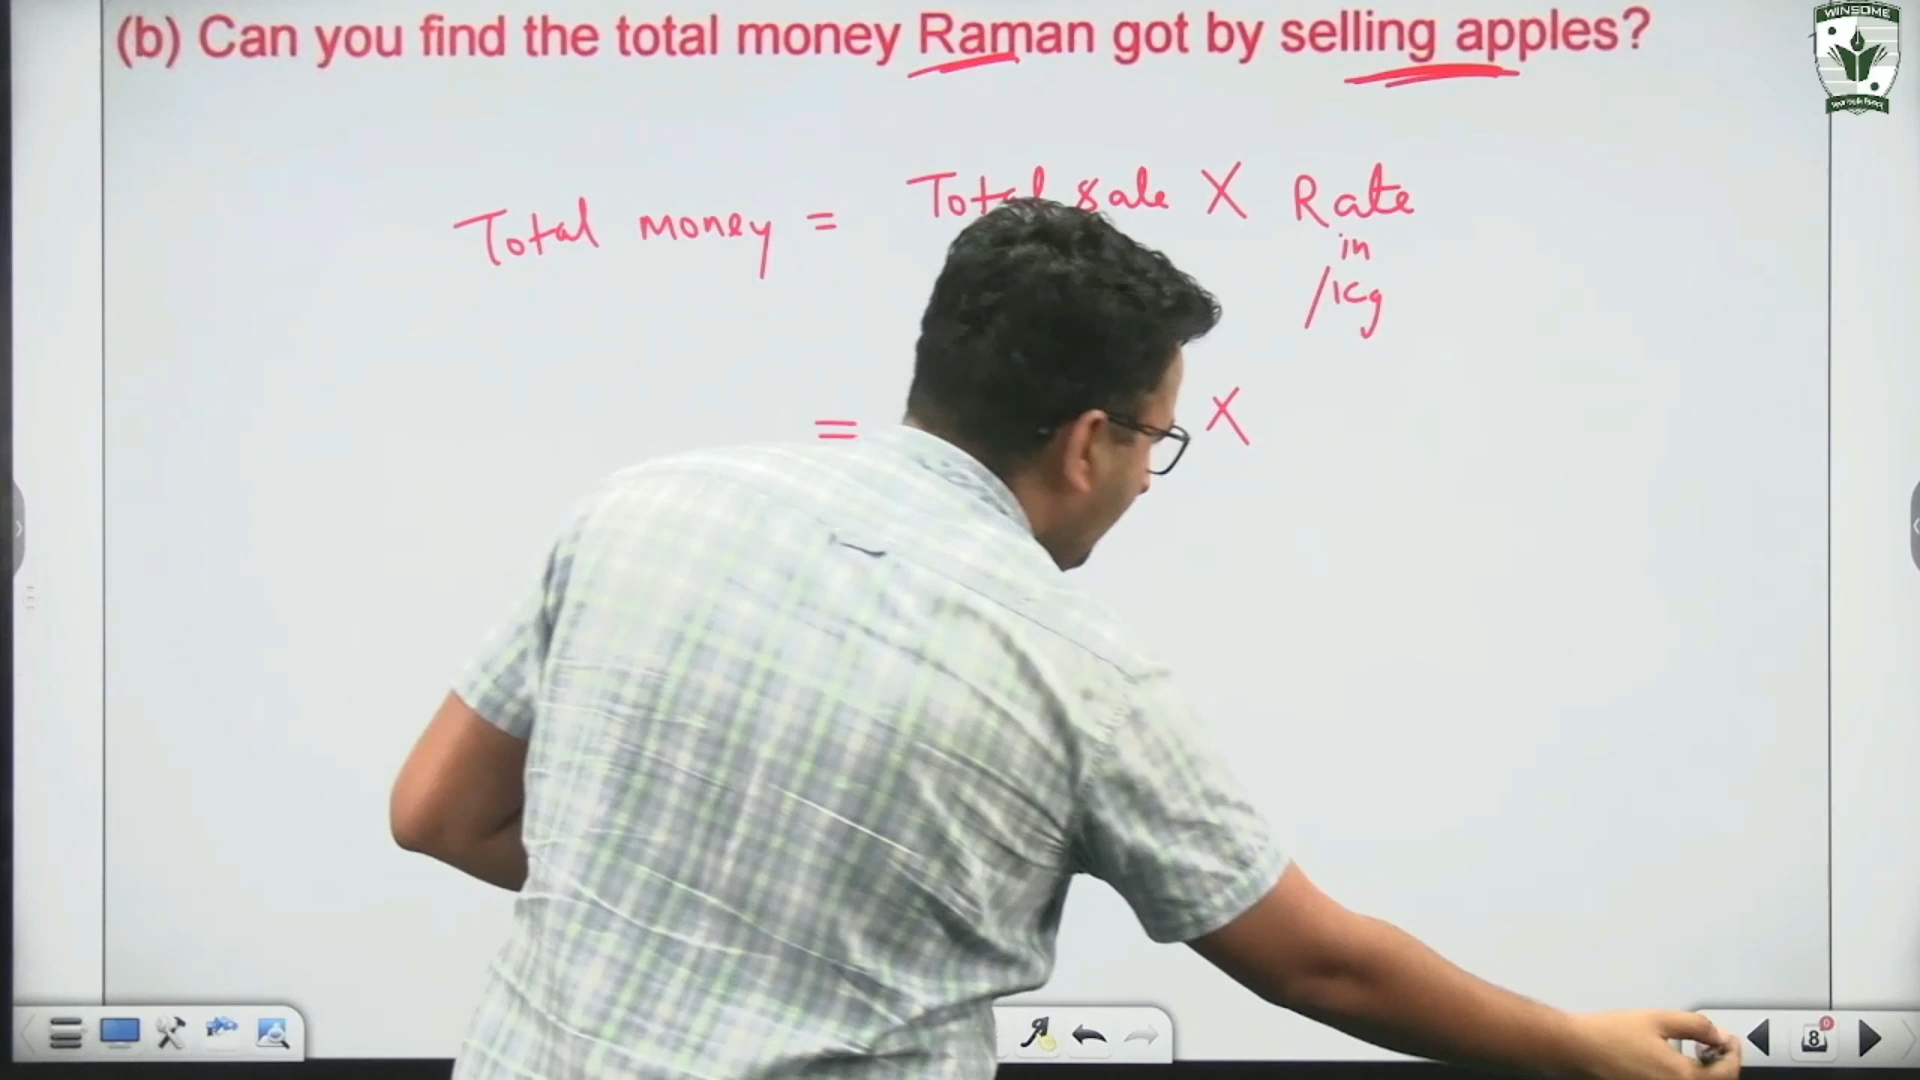 (b) Can you find the total money Raman got by selling apples?
WINSOME
Total money = Total sale X Rate
in
/Kg
= X
8